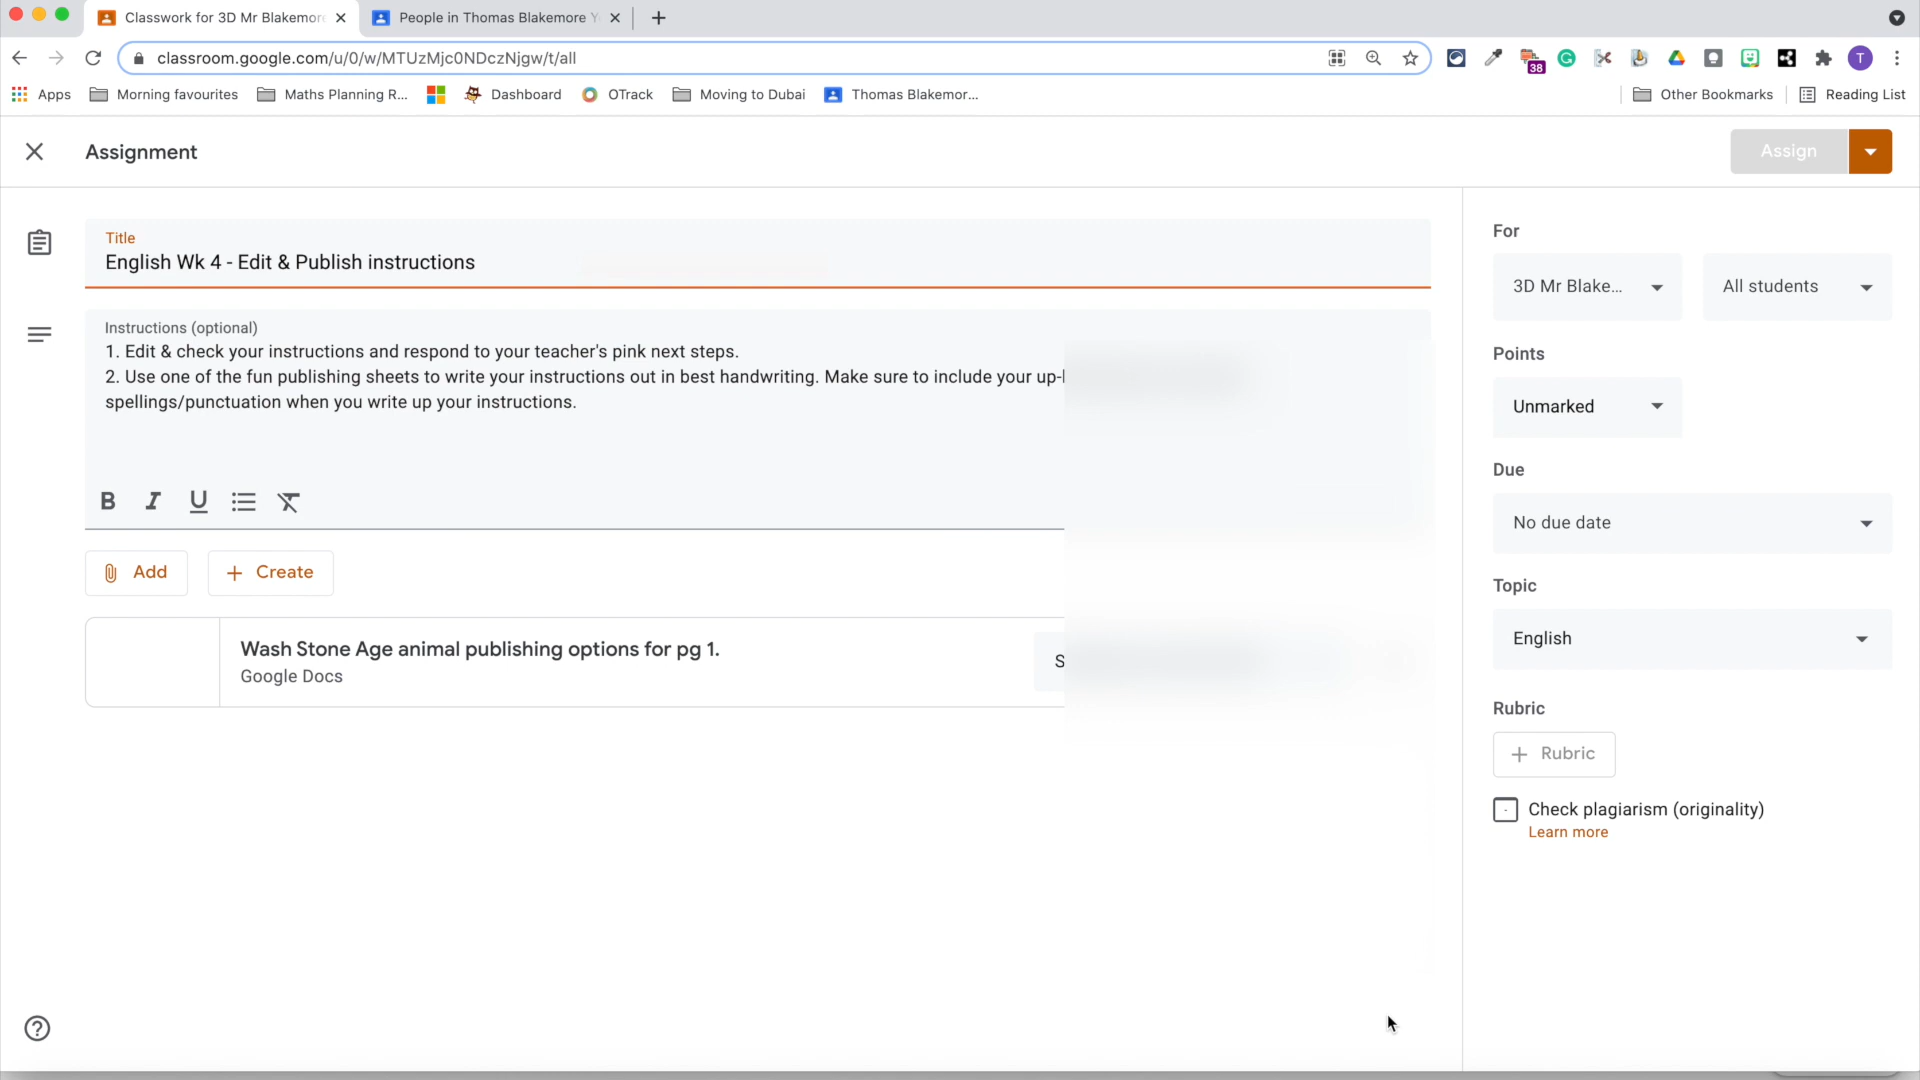 Classwork for 3D Mr Blakemore
People in Thomas Blakemore Y
classroom.google.com/u/0/w/MTUzMjc0NDczNjgw/t/all
38
T
Apps
Morning favourites
Maths Planning R...
Dashboard
OTrack
Moving to Dubai
Thomas Blakemor...
Other Bookmarks
Reading List
Assignment
Assign
Title
English Wk 4 - Edit & Publish instructions
Instructions (optional)
1. Edit & check your instructions and respond to your teacher's pink next steps.
2. Use one of the fun publishing sheets to write your instructions out in best handwriting. Make sure to include your up-
spellings/punctuation when you write up your instructions.
B I U
Add
Create
Wash Stone Age animal publishing options for pg 1.
Google Docs
S
For
3D Mr Blake...
All students
Points
Unmarked
Due
No due date
Topic
English
Rubric
Rubric
Check plagiarism (originality)
Learn more